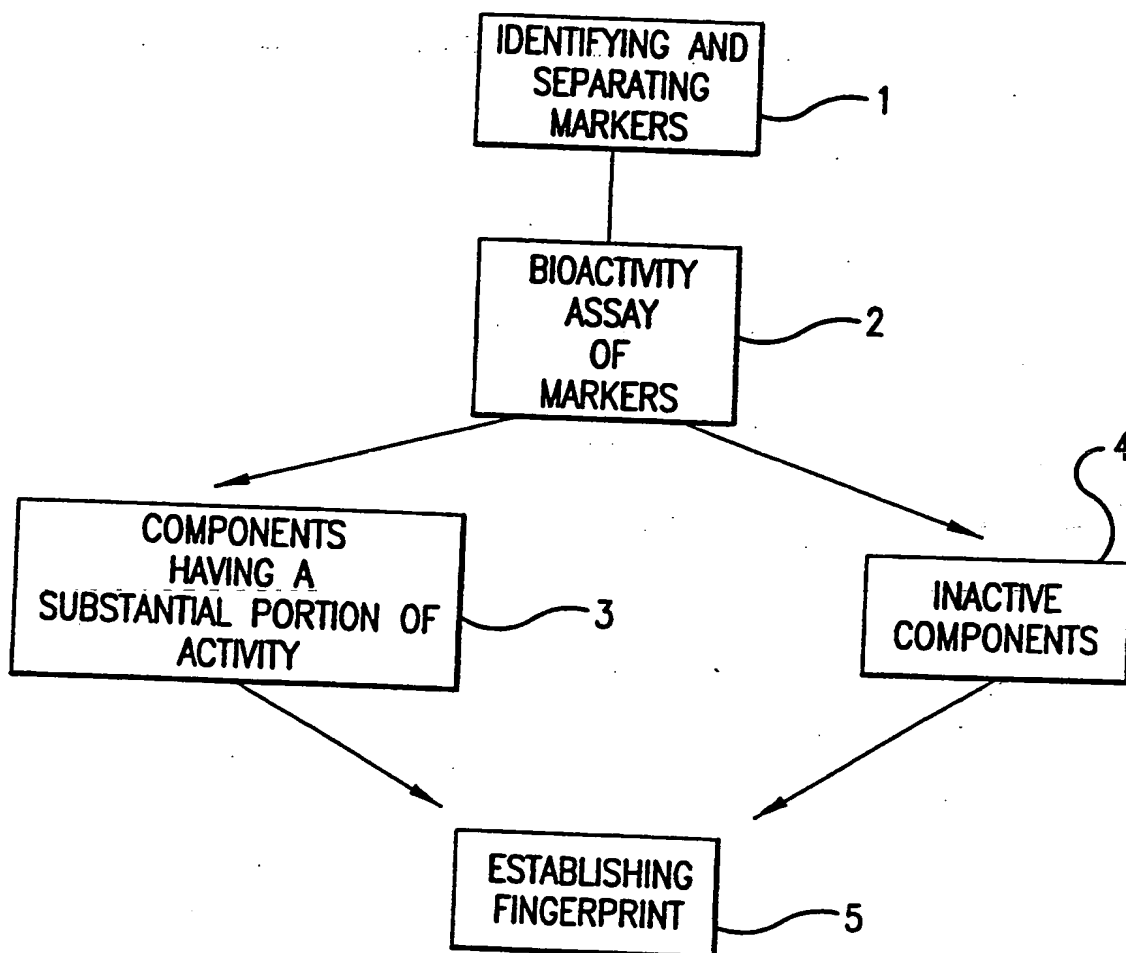 IDENTIFYING AND
SEPARATING
MARKERS
1
BIOACTIVITY
ASSAY
OF
MARKERS
2
COMPONENTS
HAVING A
SUBSTANTIAL PORTION OF
ACTIVITY
3
4
INACTIVE
COMPONENTS
ESTABLISHING
FINGERPRINT
5